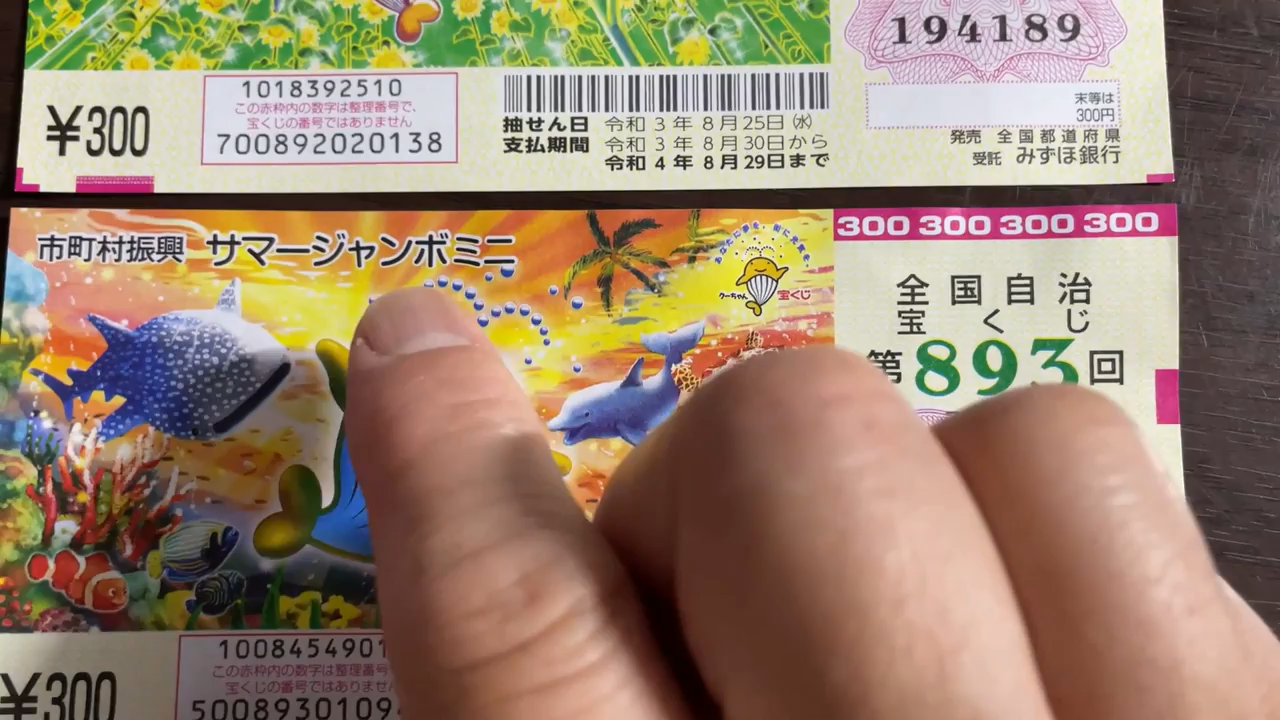 194189
¥300
1018392510
この赤枠内の数字は整理番号で、
宝くじの番号ではありません
700892020138
抽せん日 令和3年8月25日(水)
支払期間 令和3年8月30日から
令和4年8月29日まで
末等は
300円
発売 全国都道府県
受託 みずほ銀行
市町村振興 サマージャンボミニ
クーちゃん 宝くじ
300 300 300 300
全国自治
宝くじ
第893回
¥300
1008454901
この赤枠内の数字は整理番号
宝くじの番号ではありません
5008930109